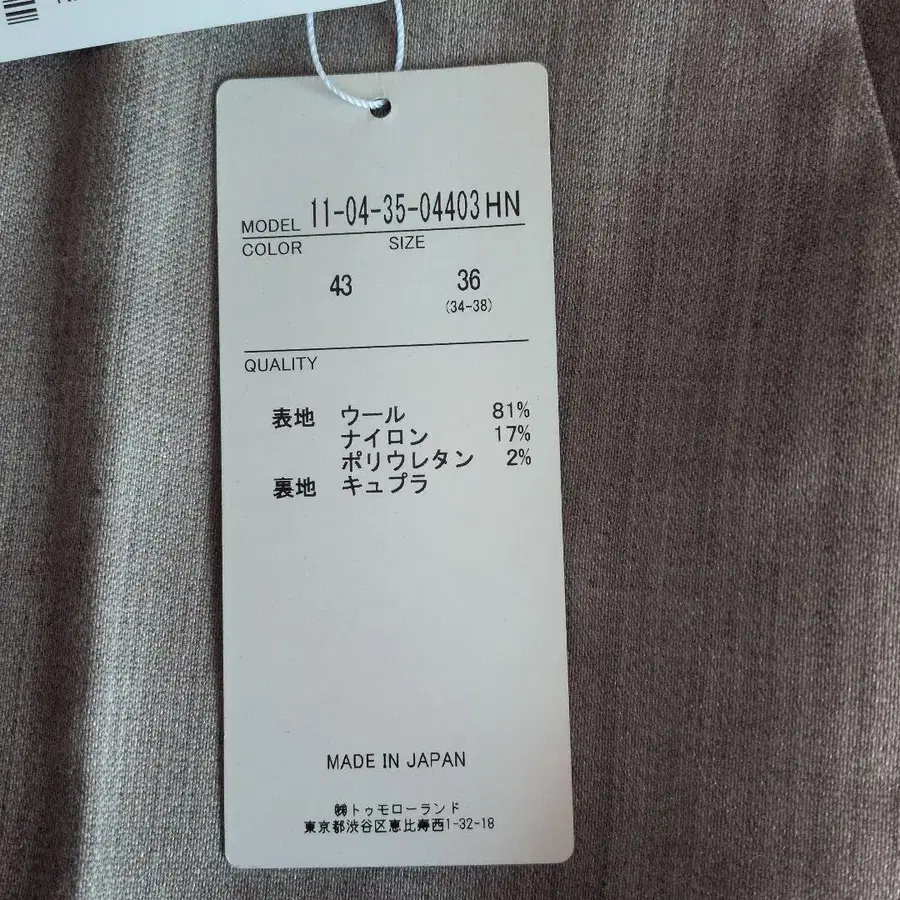 MODEL 11-04-35-04403 HN
COLOR SIZE
43 36
(34-38)
QUALITY
表地 ウール 81%
ナイロン 17%
ポリウレタン 2%
裏地 キュプラ
MADE IN JAPAN
㈱トゥモローランド
東京都渋谷区恵比寿西1-32-18